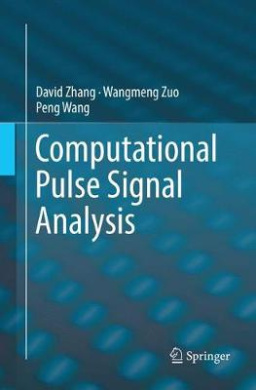 David Zhang · Wangmeng Zuo
Peng Wang
Computational
Pulse Signal
Analysis
Springer